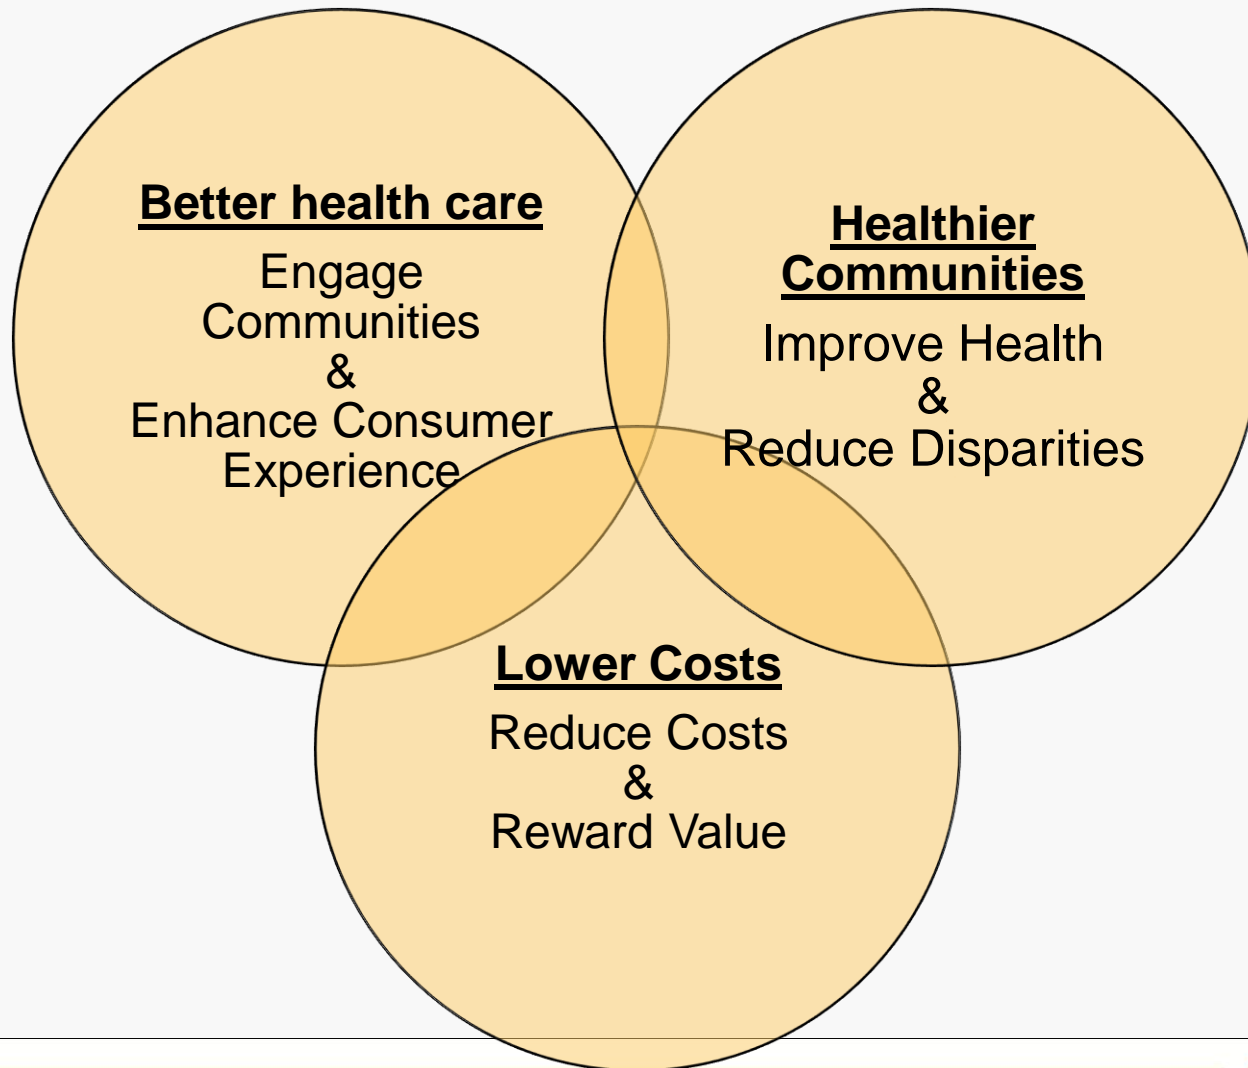 Better health care
Engage
Communities
&
Enhance Consumer
Experience
Healthier
Communities
Improve Health
&
Reduce Disparities
Lower Costs
Reduce Costs
&
Reward Value